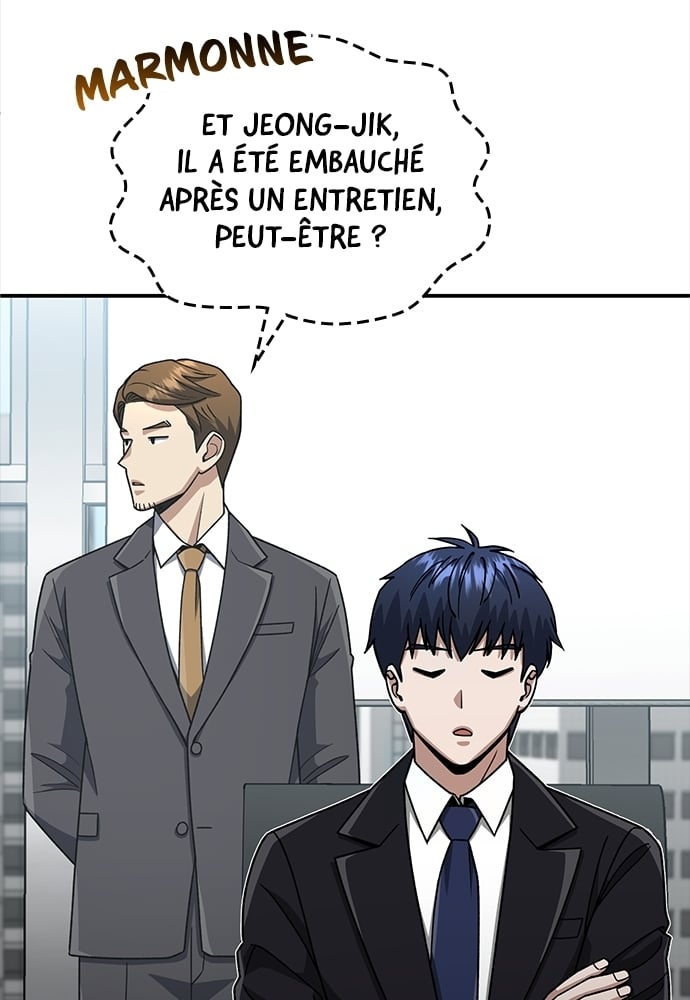 MARMONNE
ET JEONG-JIK,
IL A ÉTÉ EMBAUCHÉ
APRÈS UN ENTRETIEN,
PEUT-ÊTRE ?